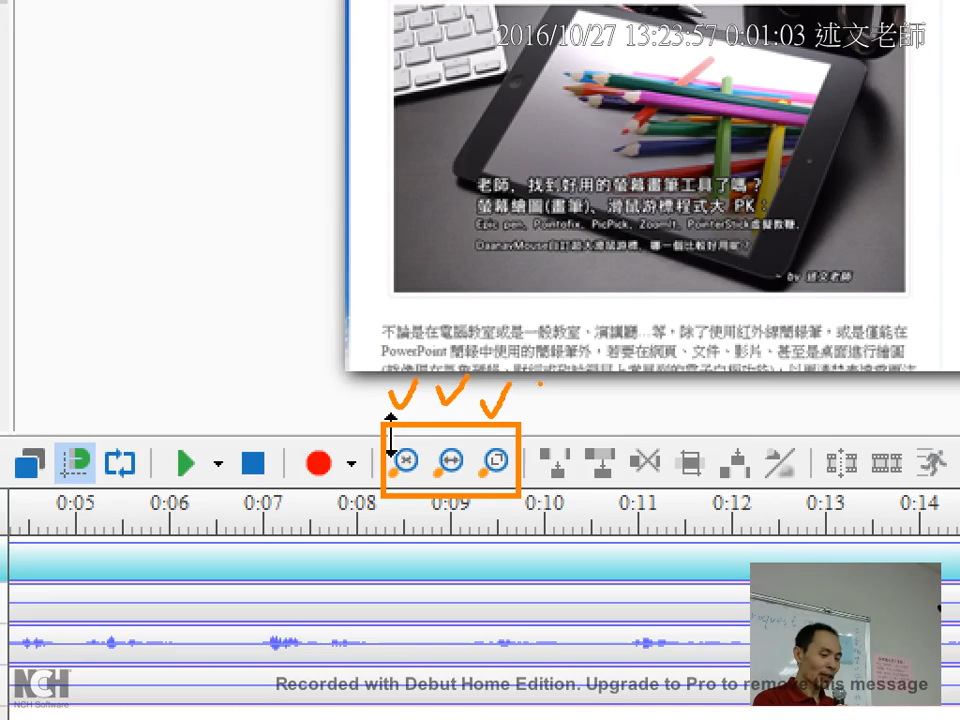 2016/10/27 13:23:57 0:01:03 述文老師
老師，找到好用的螢幕畫筆工具了嗎？
螢幕繪圖(畫筆)、滑鼠游標程式大 PK：
Epic pen, Pointofix, PicPick, Zoomit, PointerStick虛擬教鞭,
~ by 述文老師
不論是在電腦教室或是一般教室、演講廳…等，除了使用紅外線簡報筆，或是僅能在
PowerPoint 簡報中使用的簡報筆外，若要在網頁、文件、影片、甚至是桌面進行繪圖
0:05 0:06 0:07 0:08 0:09 0:10 0:11 0:12 0:13 0:14
NCH
NCH Software
Recorded with Debut Home Edition. Upgrade to Pro to remove this message